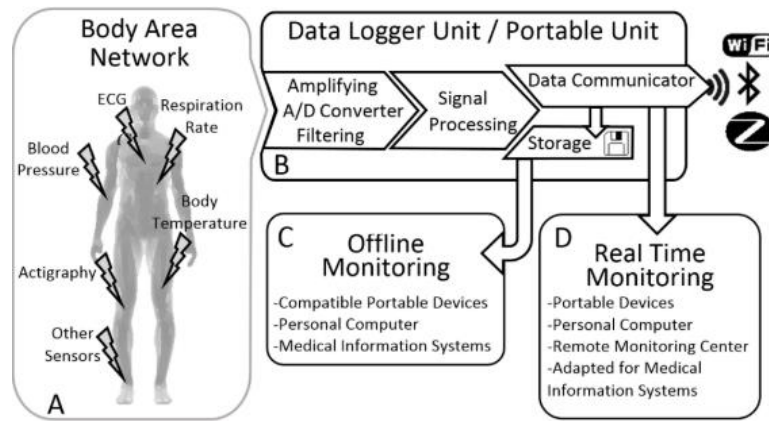 Body Area
Network
ECG
Respiration
Rate
Blood
Pressure
Body
Temperature
Actigraphy
Other
Sensors
A
Data Logger Unit / Portable Unit
Amplifying
A/D Converter
Filtering
Signal
Processing
Data Communicator
Storage
B
Wi Fi
Z
C
Offline
Monitoring
-Compatible Portable Devices
-Personal Computer
-Medical Information Systems
D
Real Time
Monitoring
-Portable Devices
-Personal Computer
-Remote Monitoring Center
-Adapted for Medical
Information Systems